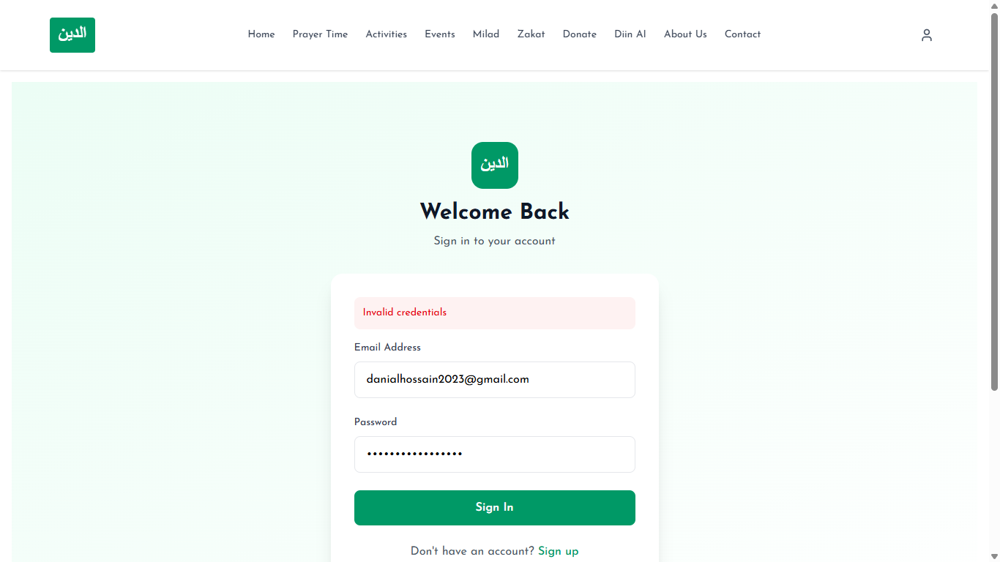 الدين
Home Prayer Time Activities Events Milad Zakat Donate Diin AI About Us Contact
الدين
Welcome Back
Sign in to your account
Invalid credentials
Email Address
danialhossain2023@gmail.com
Password
•••••••••••••••••
Sign In
Don't have an account? Sign up